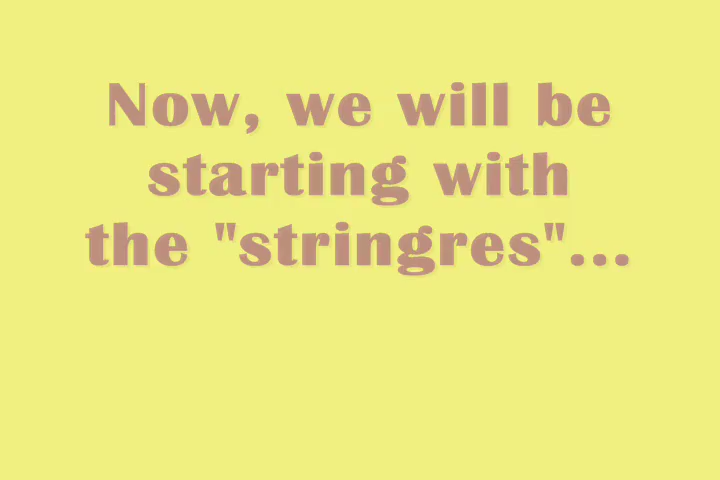 Now, we will be
starting with
the "stringres"...